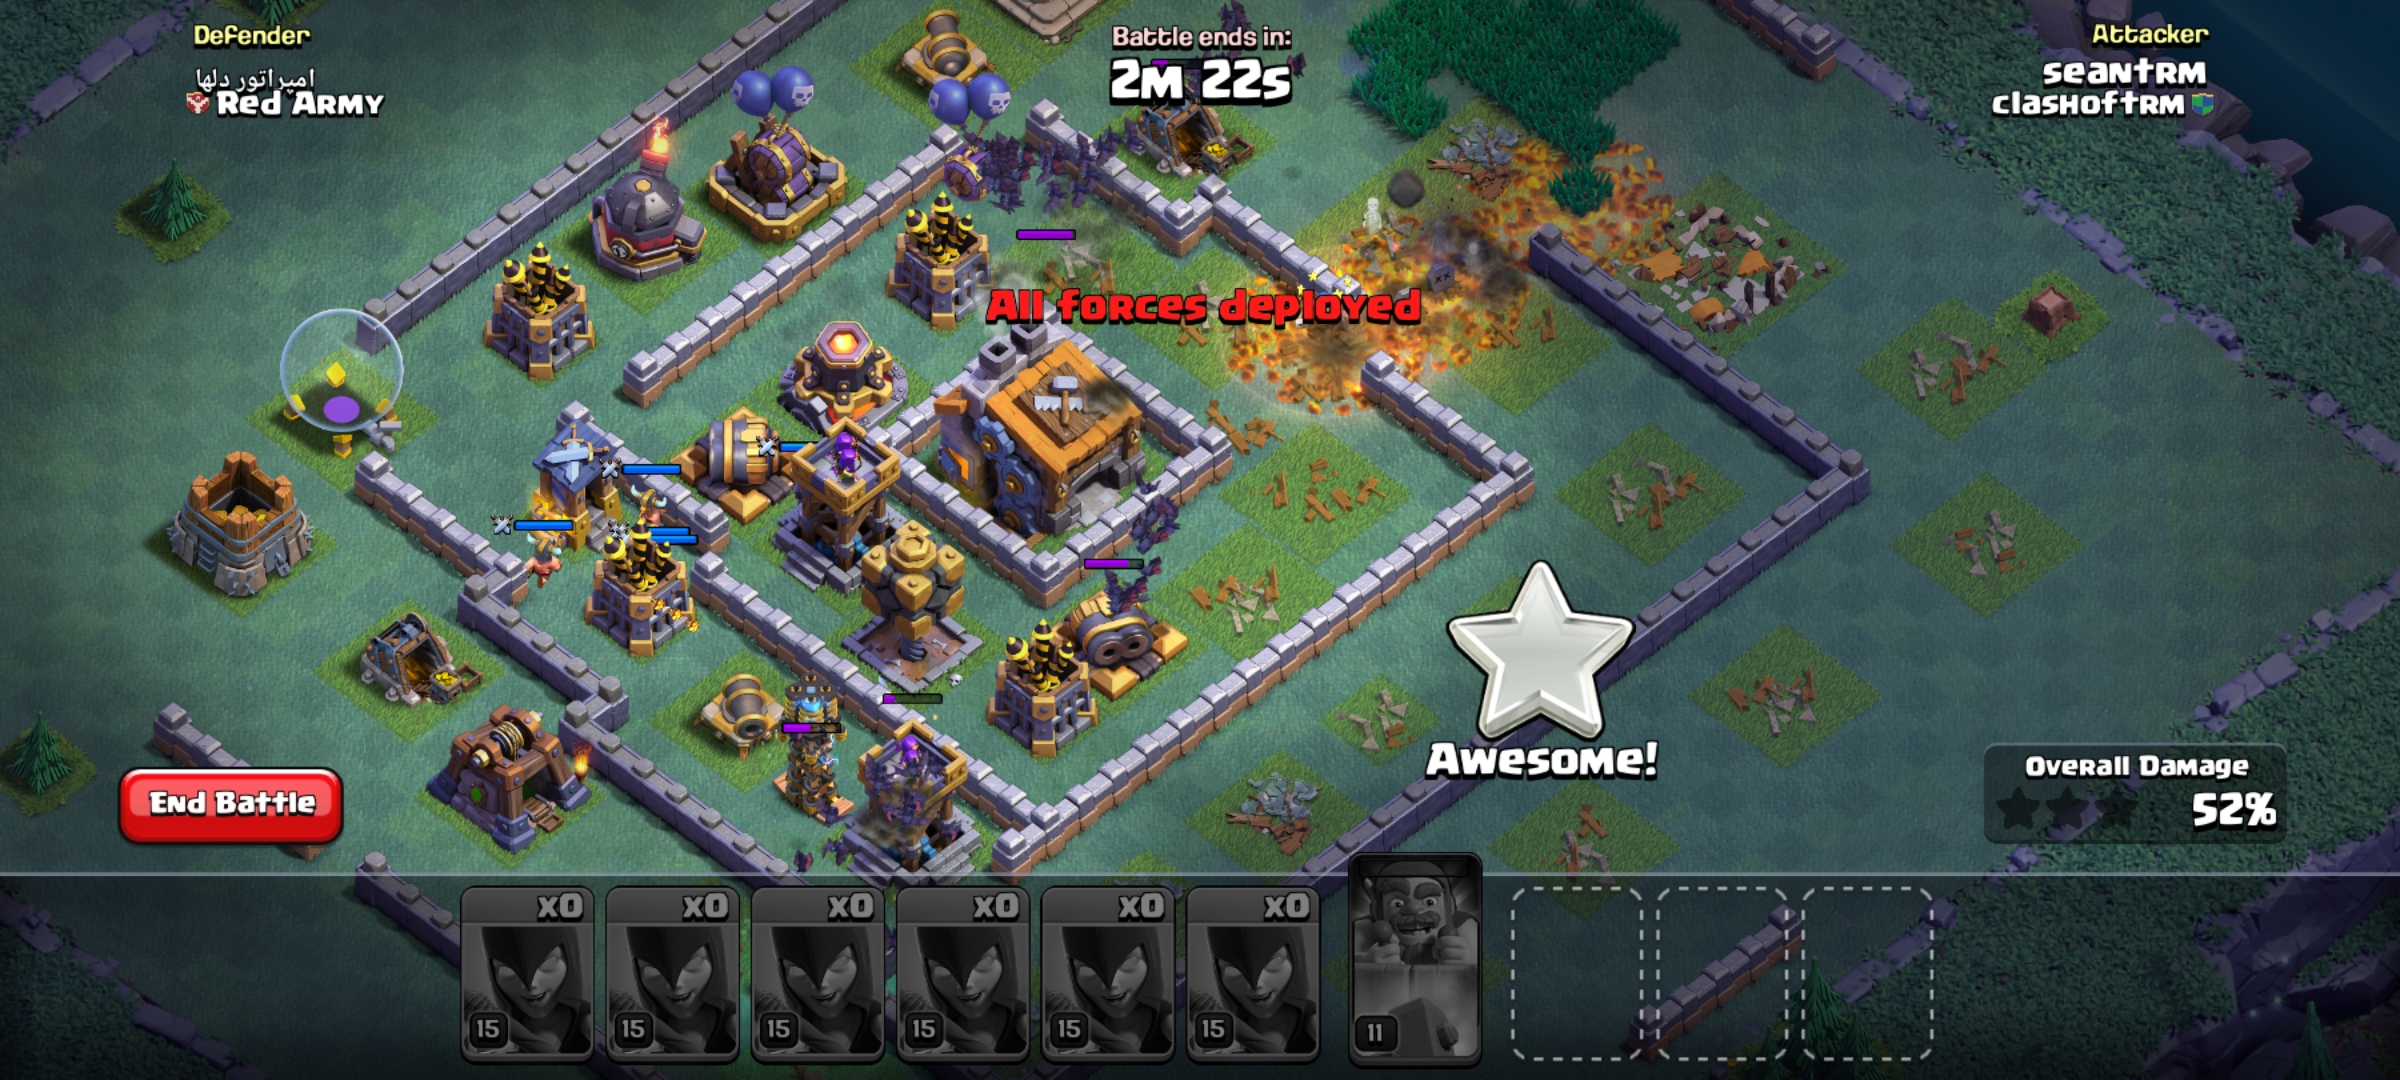 Defender
امپراتور دلها
Red Army
Battle ends in:
2M 22s
Attacker
seantrm
clashoftrm
All forces deployed
Awesome!
End Battle
Overall Damage
52%
x0
x0
x0
x0
x0
x0
15
15
15
15
15
15
11